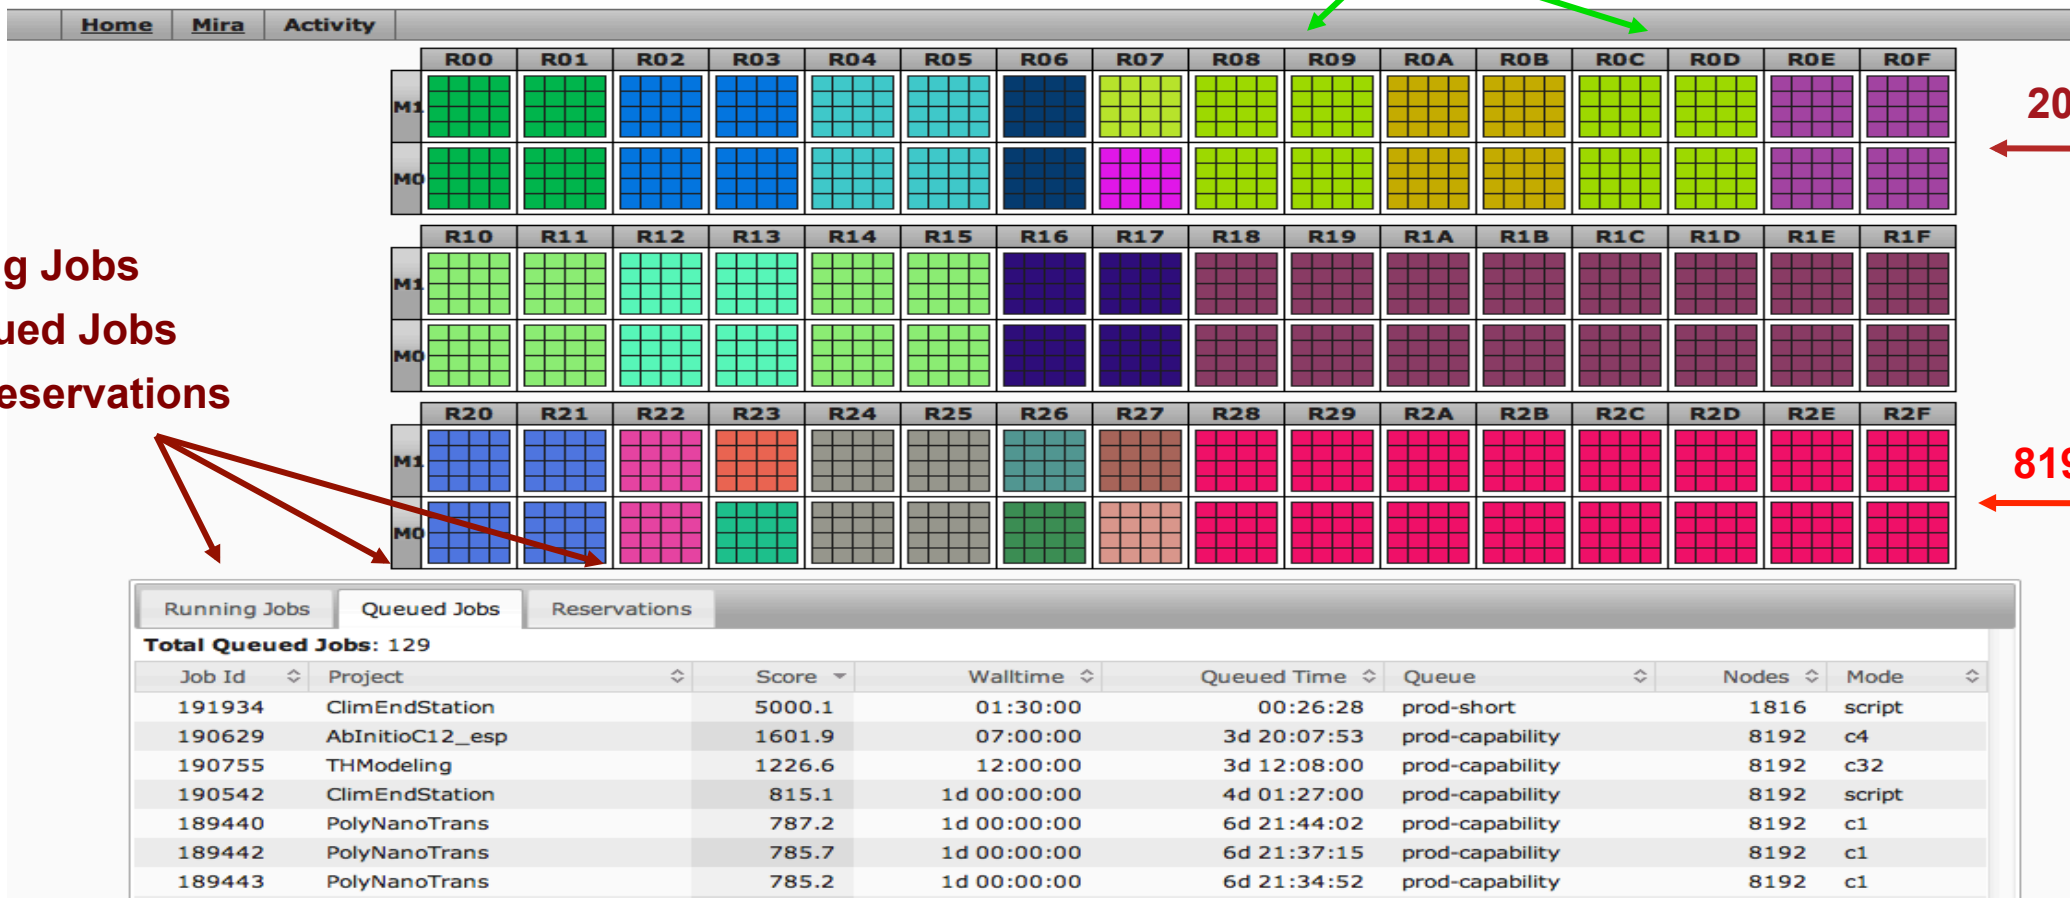 Home Mira Activity
R00 R01 R02 R03 R04 R05 R06 R07 R08 R09 R0A R0B R0C R0D R0E R0F
M1
20
M0
R10 R11 R12 R13 R14 R15 R16 R17 R18 R19 R1A R1B R1C R1D R1E R1F
g Jobs
M1
ued Jobs
M0
eservations
R20 R21 R22 R23 R24 R25 R26 R27 R28 R29 R2A R2B R2C R2D R2E R2F
M1
819
M0
Running Jobs Queued Jobs Reservations
Total Queued Jobs: 129
Job Id Project Score Walltime Queued Time Queue Nodes Mode
191934 ClimEndStation 5000.1 01:30:00 00:26:28 prod-short 1816 script
190629 AbInitioC12_esp 1601.9 07:00:00 3d 20:07:53 prod-capability 8192 c4
190755 THModeling 1226.6 12:00:00 3d 12:08:00 prod-capability 8192 c32
190542 ClimEndStation 815.1 1d 00:00:00 4d 01:27:00 prod-capability 8192 script
189440 PolyNanoTrans 787.2 1d 00:00:00 6d 21:44:02 prod-capability 8192 c1
189442 PolyNanoTrans 785.7 1d 00:00:00 6d 21:37:15 prod-capability 8192 c1
189443 PolyNanoTrans 785.2 1d 00:00:00 6d 21:34:52 prod-capability 8192 c1